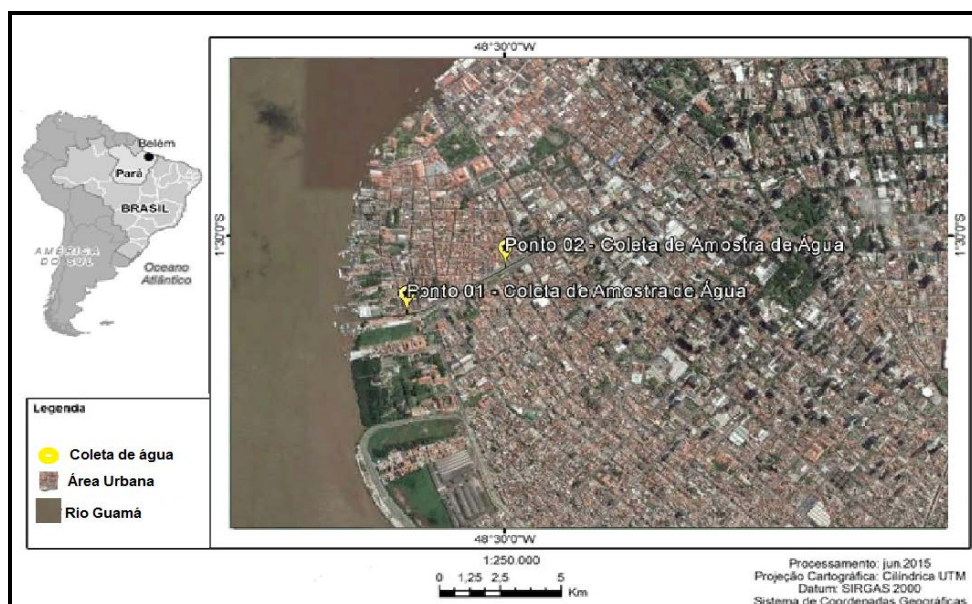 48°30'0"W
Belém
Pará
BRASIL
AMÉRICA
DO SUL
Oceano
Atlântico
1°30'0"S
1°30'0"S
Ponto 02 - Coleta de Amostra de Água
Ponto 01 - Coleta de Amostra de Água
Legenda
Coleta de água
Área Urbana
Rio Guamá
48°30'0"W
1:250.000
0 1,25 2,5 5
Km
Processamento: jun.2015
Projeção Cartográfica: Cilíndrica UTM
Datum: SIRGAS 2000
Sistema de Coordenadas Geográficas